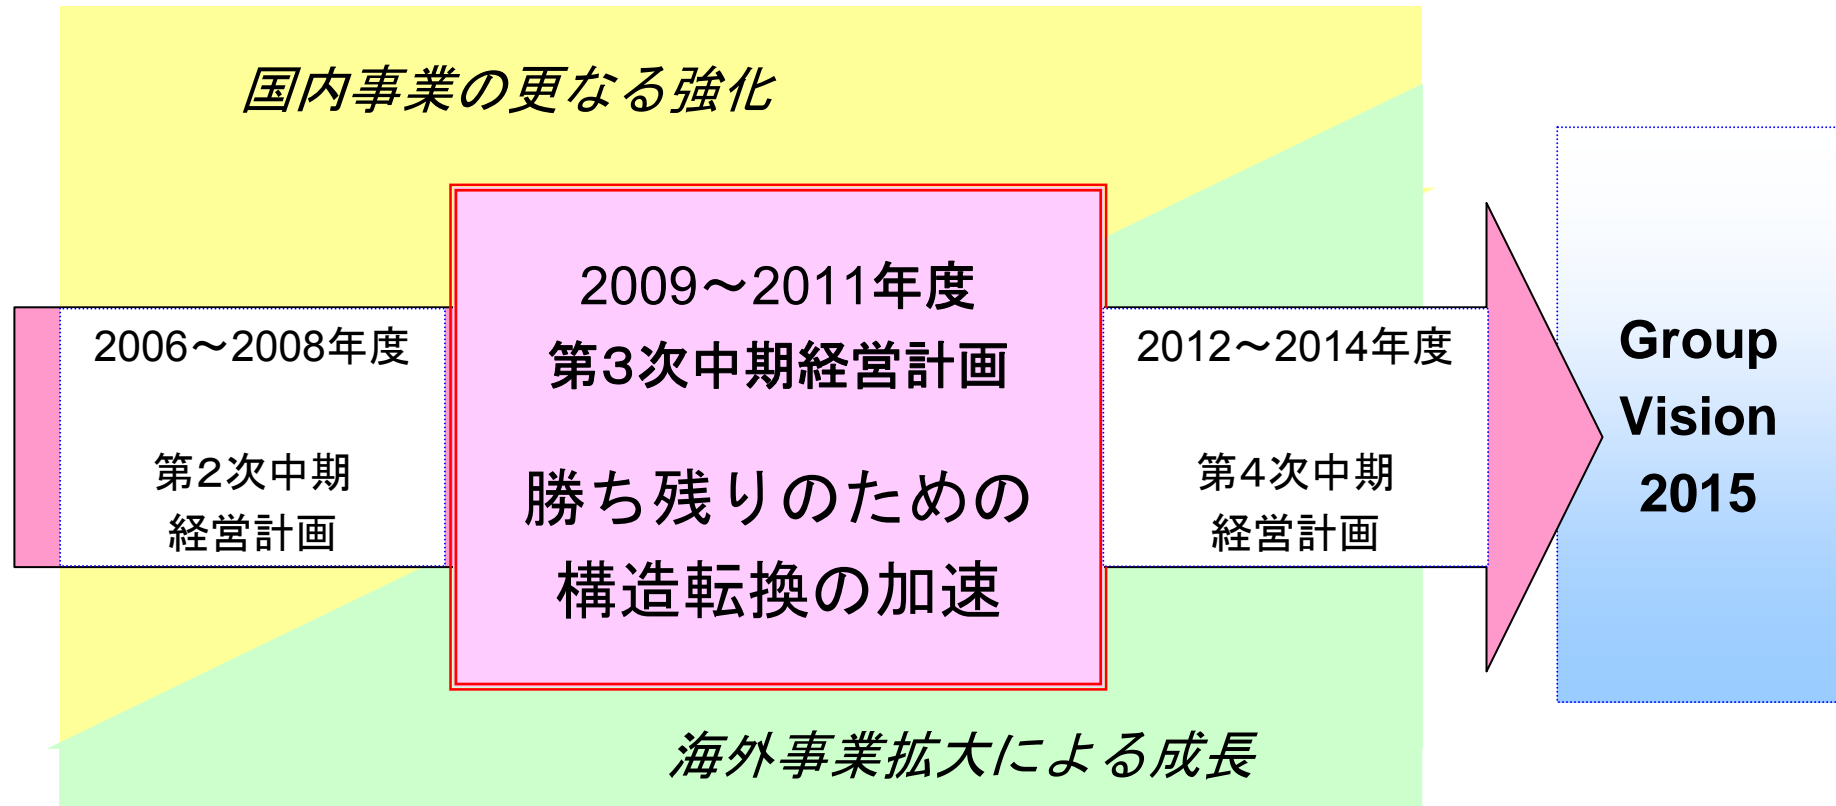 国内事業の更なる強化
2006～2008年度
第2次中期
経営計画
2009～2011年度
第3次中期経営計画
勝ち残りのための
構造転換の加速
2012～2014年度
第4次中期
経営計画
Group
Vision
2015
海外事業拡大による成長